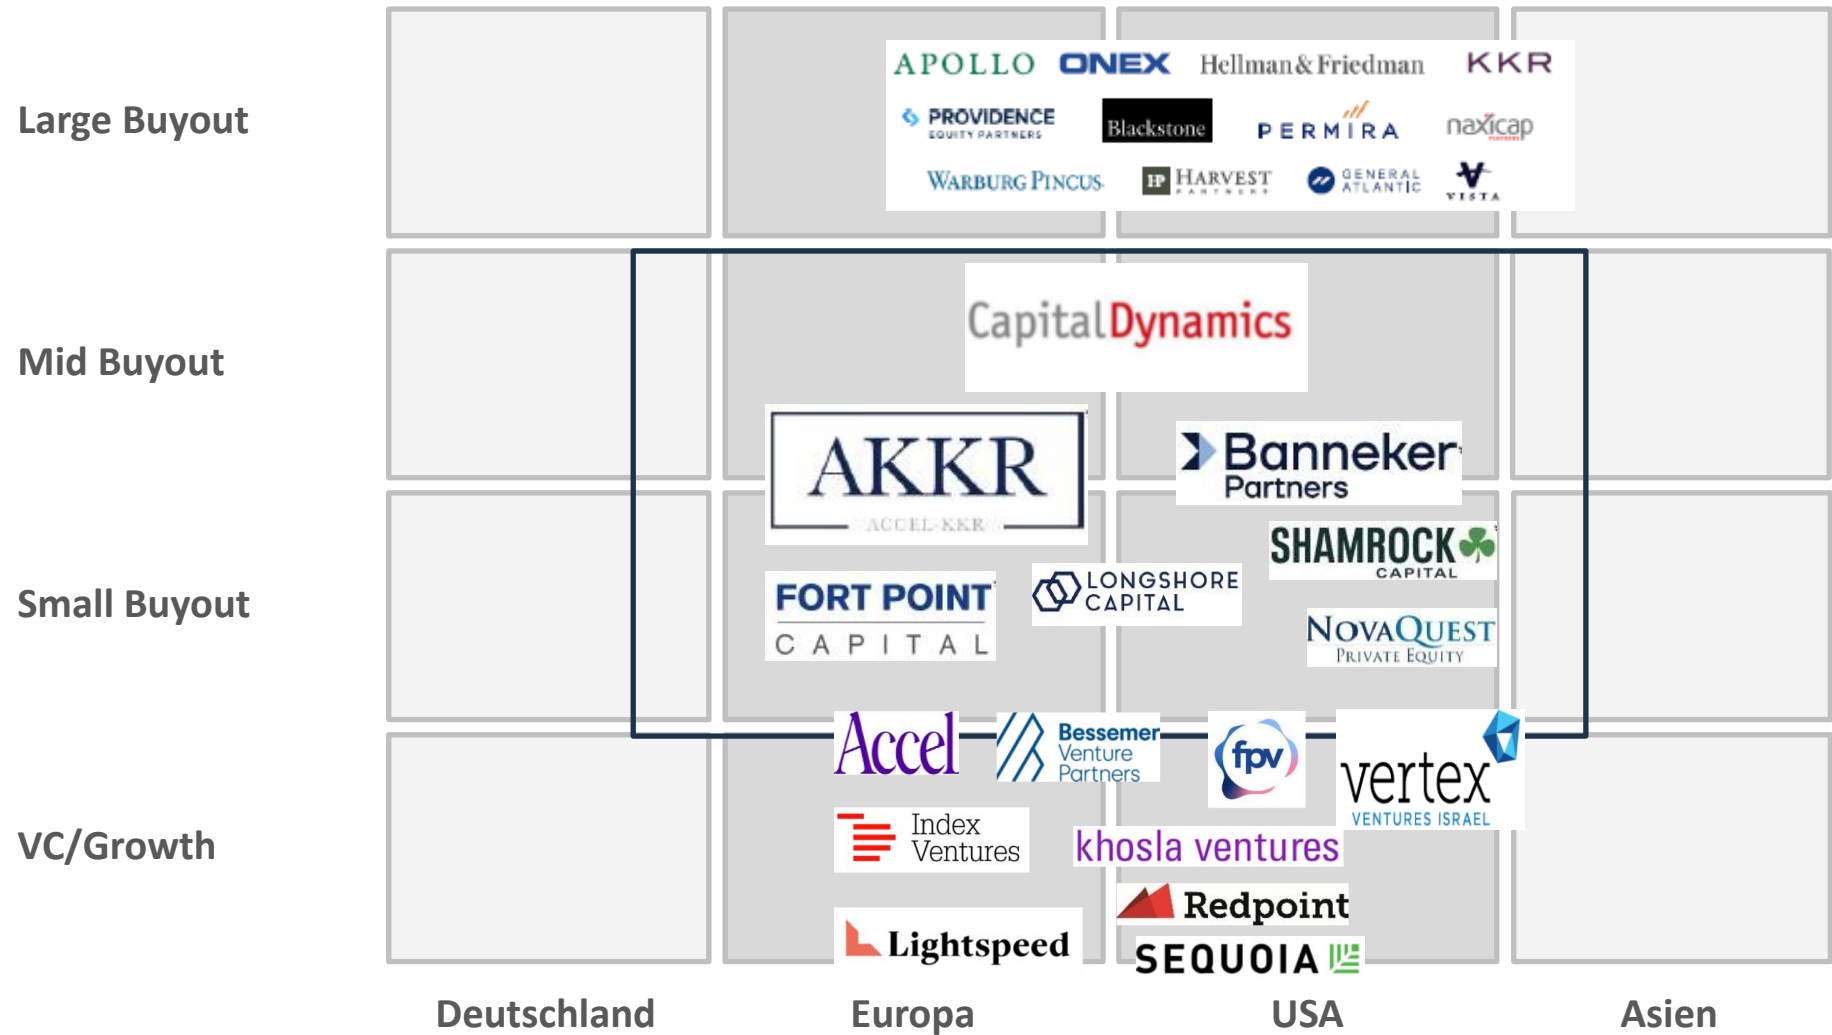 Large Buyout
APOLLO ONEX Hellman & Friedman KKR
PROVIDENCE
EQUITY PARTNERS
Blackstone
PERMIRA
naxicap
PARTNERS
WARBURG PINCUS
HP HARVEST
PARTNERS
GENERAL
ATLANTIC
VISTA
Mid Buyout
CapitalDynamics
AKKR
ACCEL-KKR
Banneker
Partners
Small Buyout
SHAMROCK
CAPITAL
FORT POINT
CAPITAL
LONGSHORE
CAPITAL
NOVAQUEST
PRIVATE EQUITY
VC/Growth
Accel
Bessemer
Venture
Partners
fpv
vertex
VENTURES ISRAEL
Index
Ventures
khosla ventures
Redpoint
Lightspeed
SEQUOIA
Deutschland Europa USA Asien